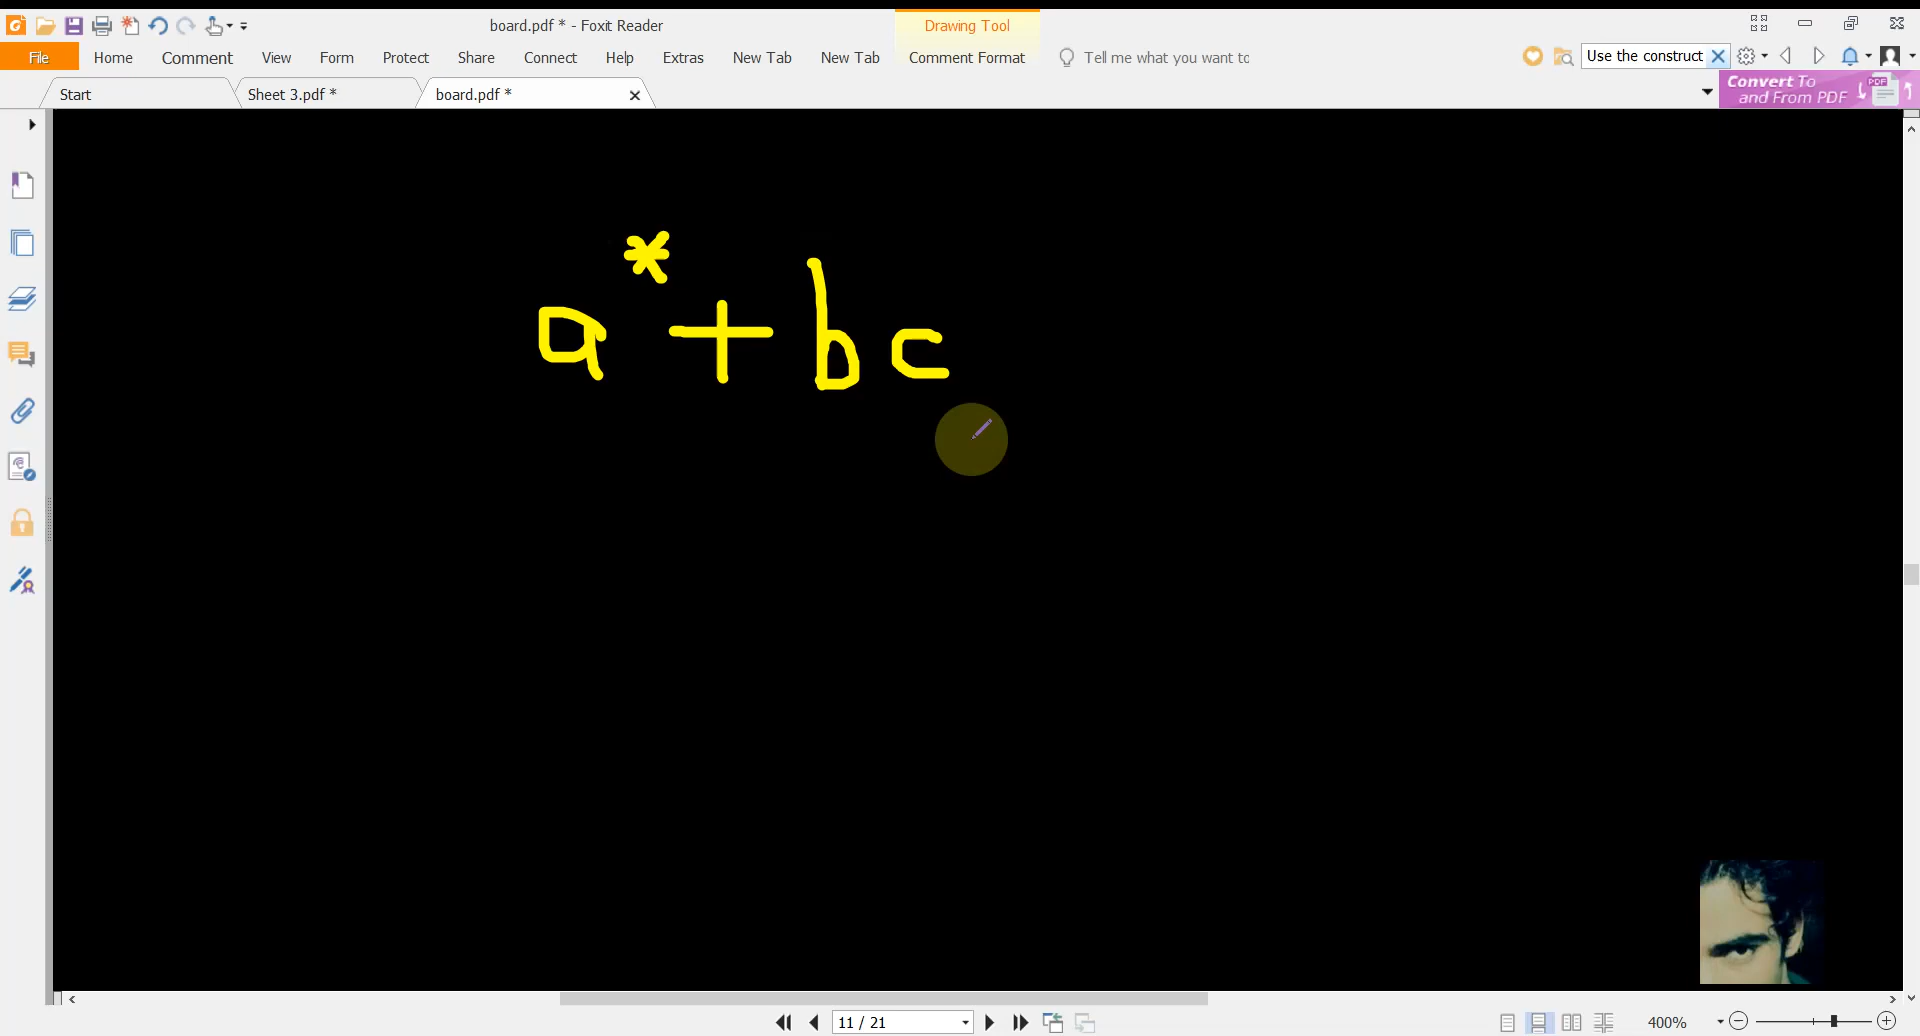 board.pdf * - Foxit Reader
Drawing Tool
File Home Comment View Form Protect Share Connect Help Extras New Tab New Tab Comment Format Tell me what you want to Use the construct
Start Sheet 3.pdf * board.pdf *
Convert To
and From PDF
PDF
a* + bc
11 / 21
400%